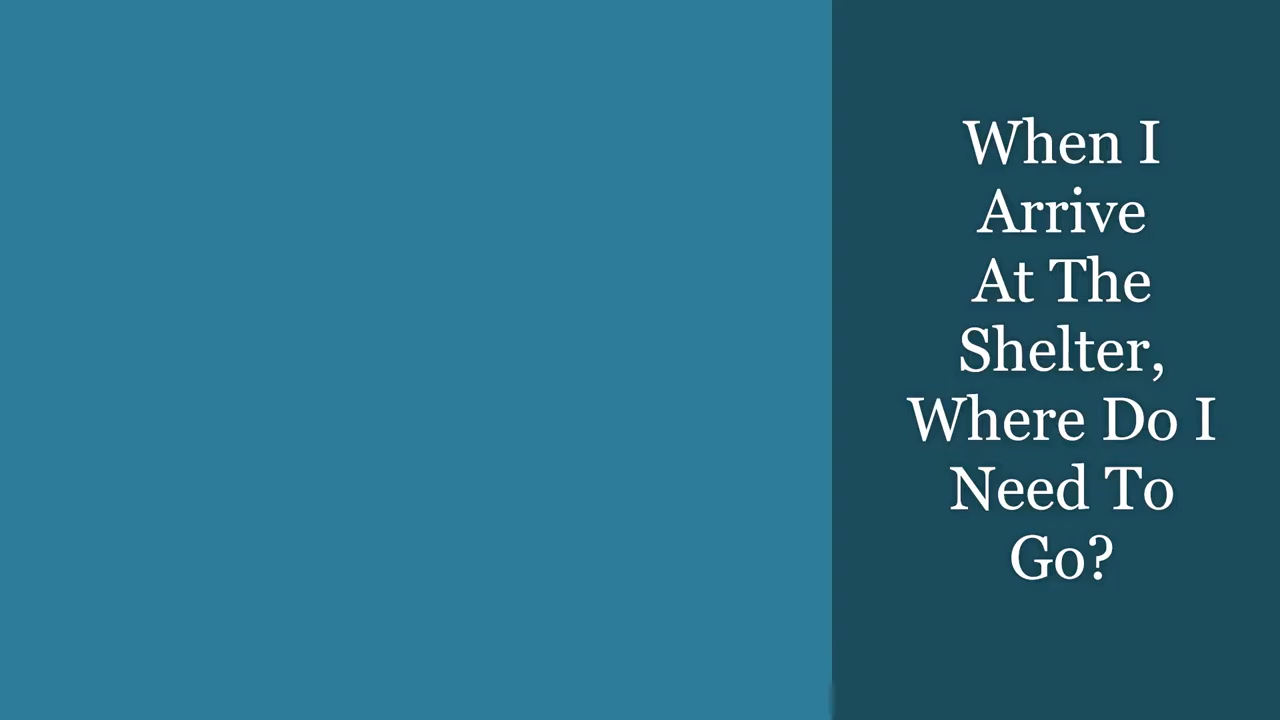 When I
Arrive
At The
Shelter,
Where Do I
Need To
Go?